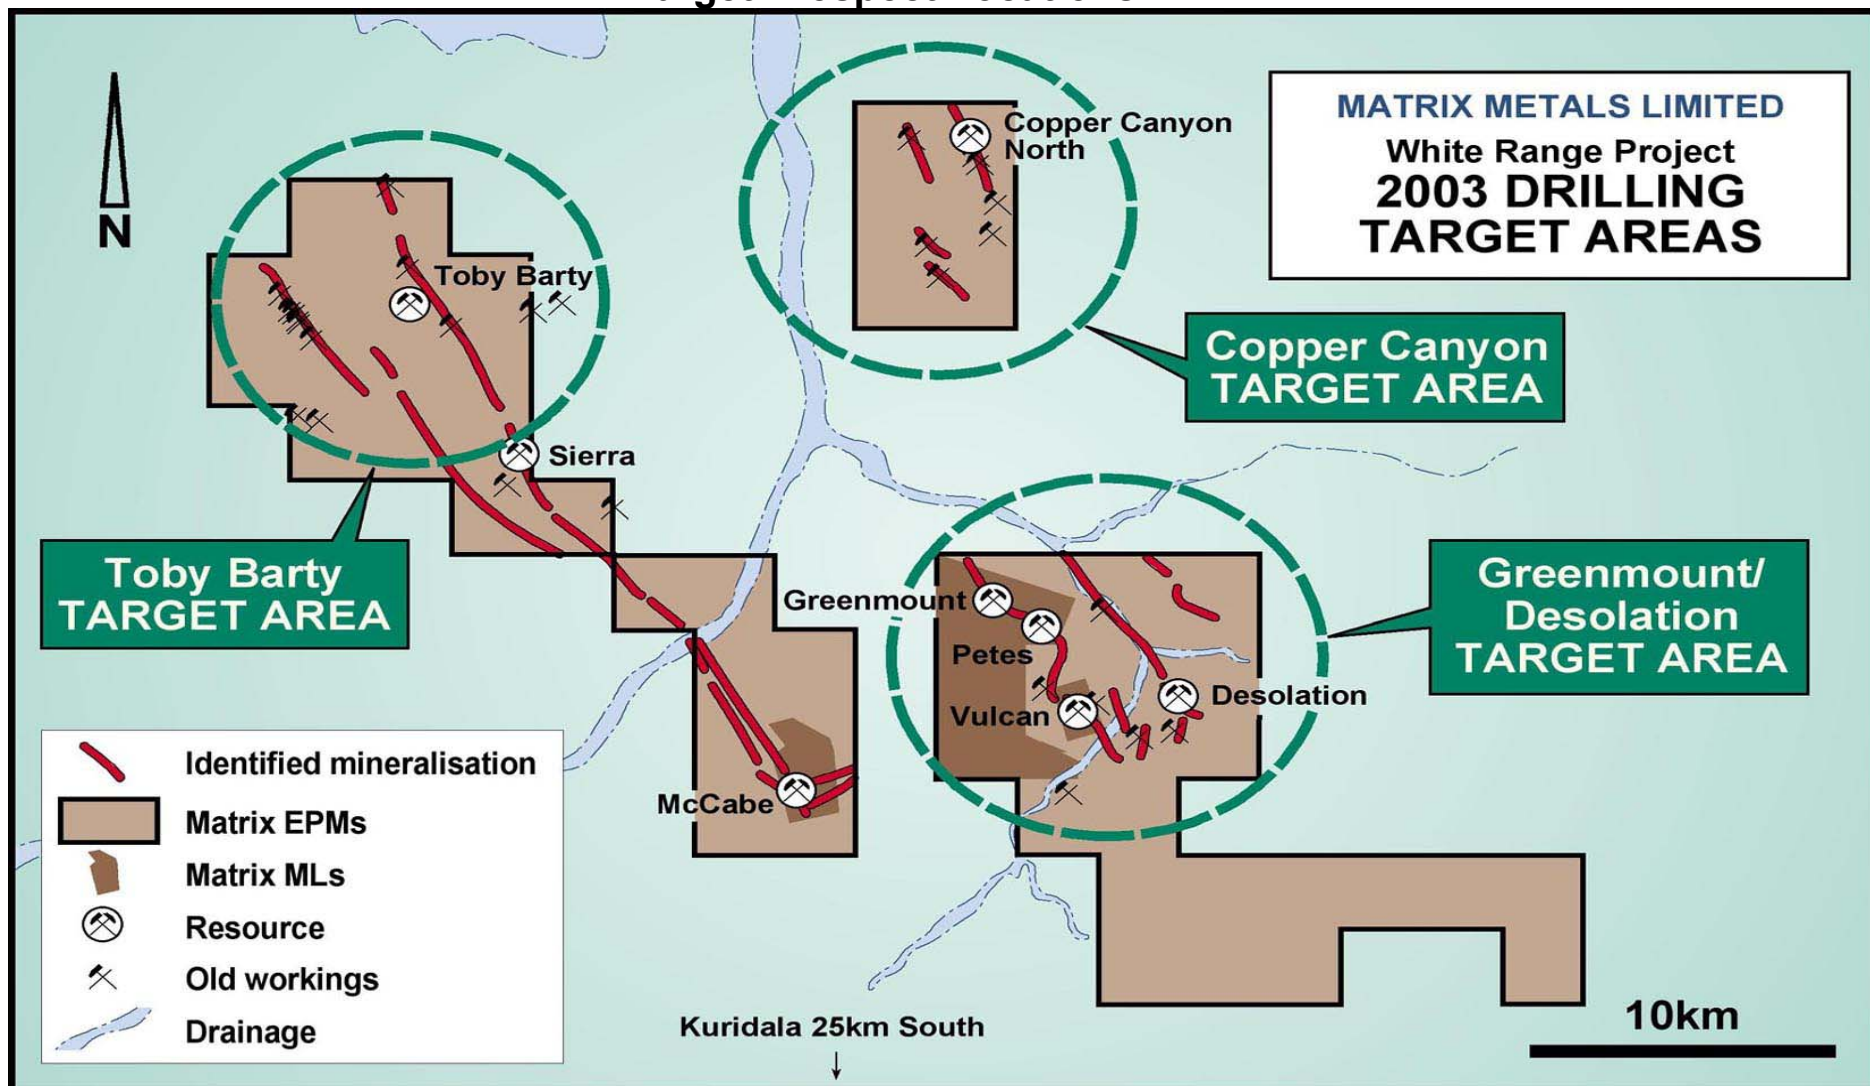 MATRIX METALS LIMITED
White Range Project
2003 DRILLING
TARGET AREAS
N
Copper Canyon
North
Toby Barty
Copper Canyon
TARGET AREA
Sierra
Toby Barty
TARGET AREA
Greenmount
Petes
Vulcan
Desolation
Greenmount/
Desolation
TARGET AREA
McCabe
Identified mineralisation
Matrix EPMs
Matrix MLs
Resource
Old workings
Drainage
Kuridala 25km South
10km